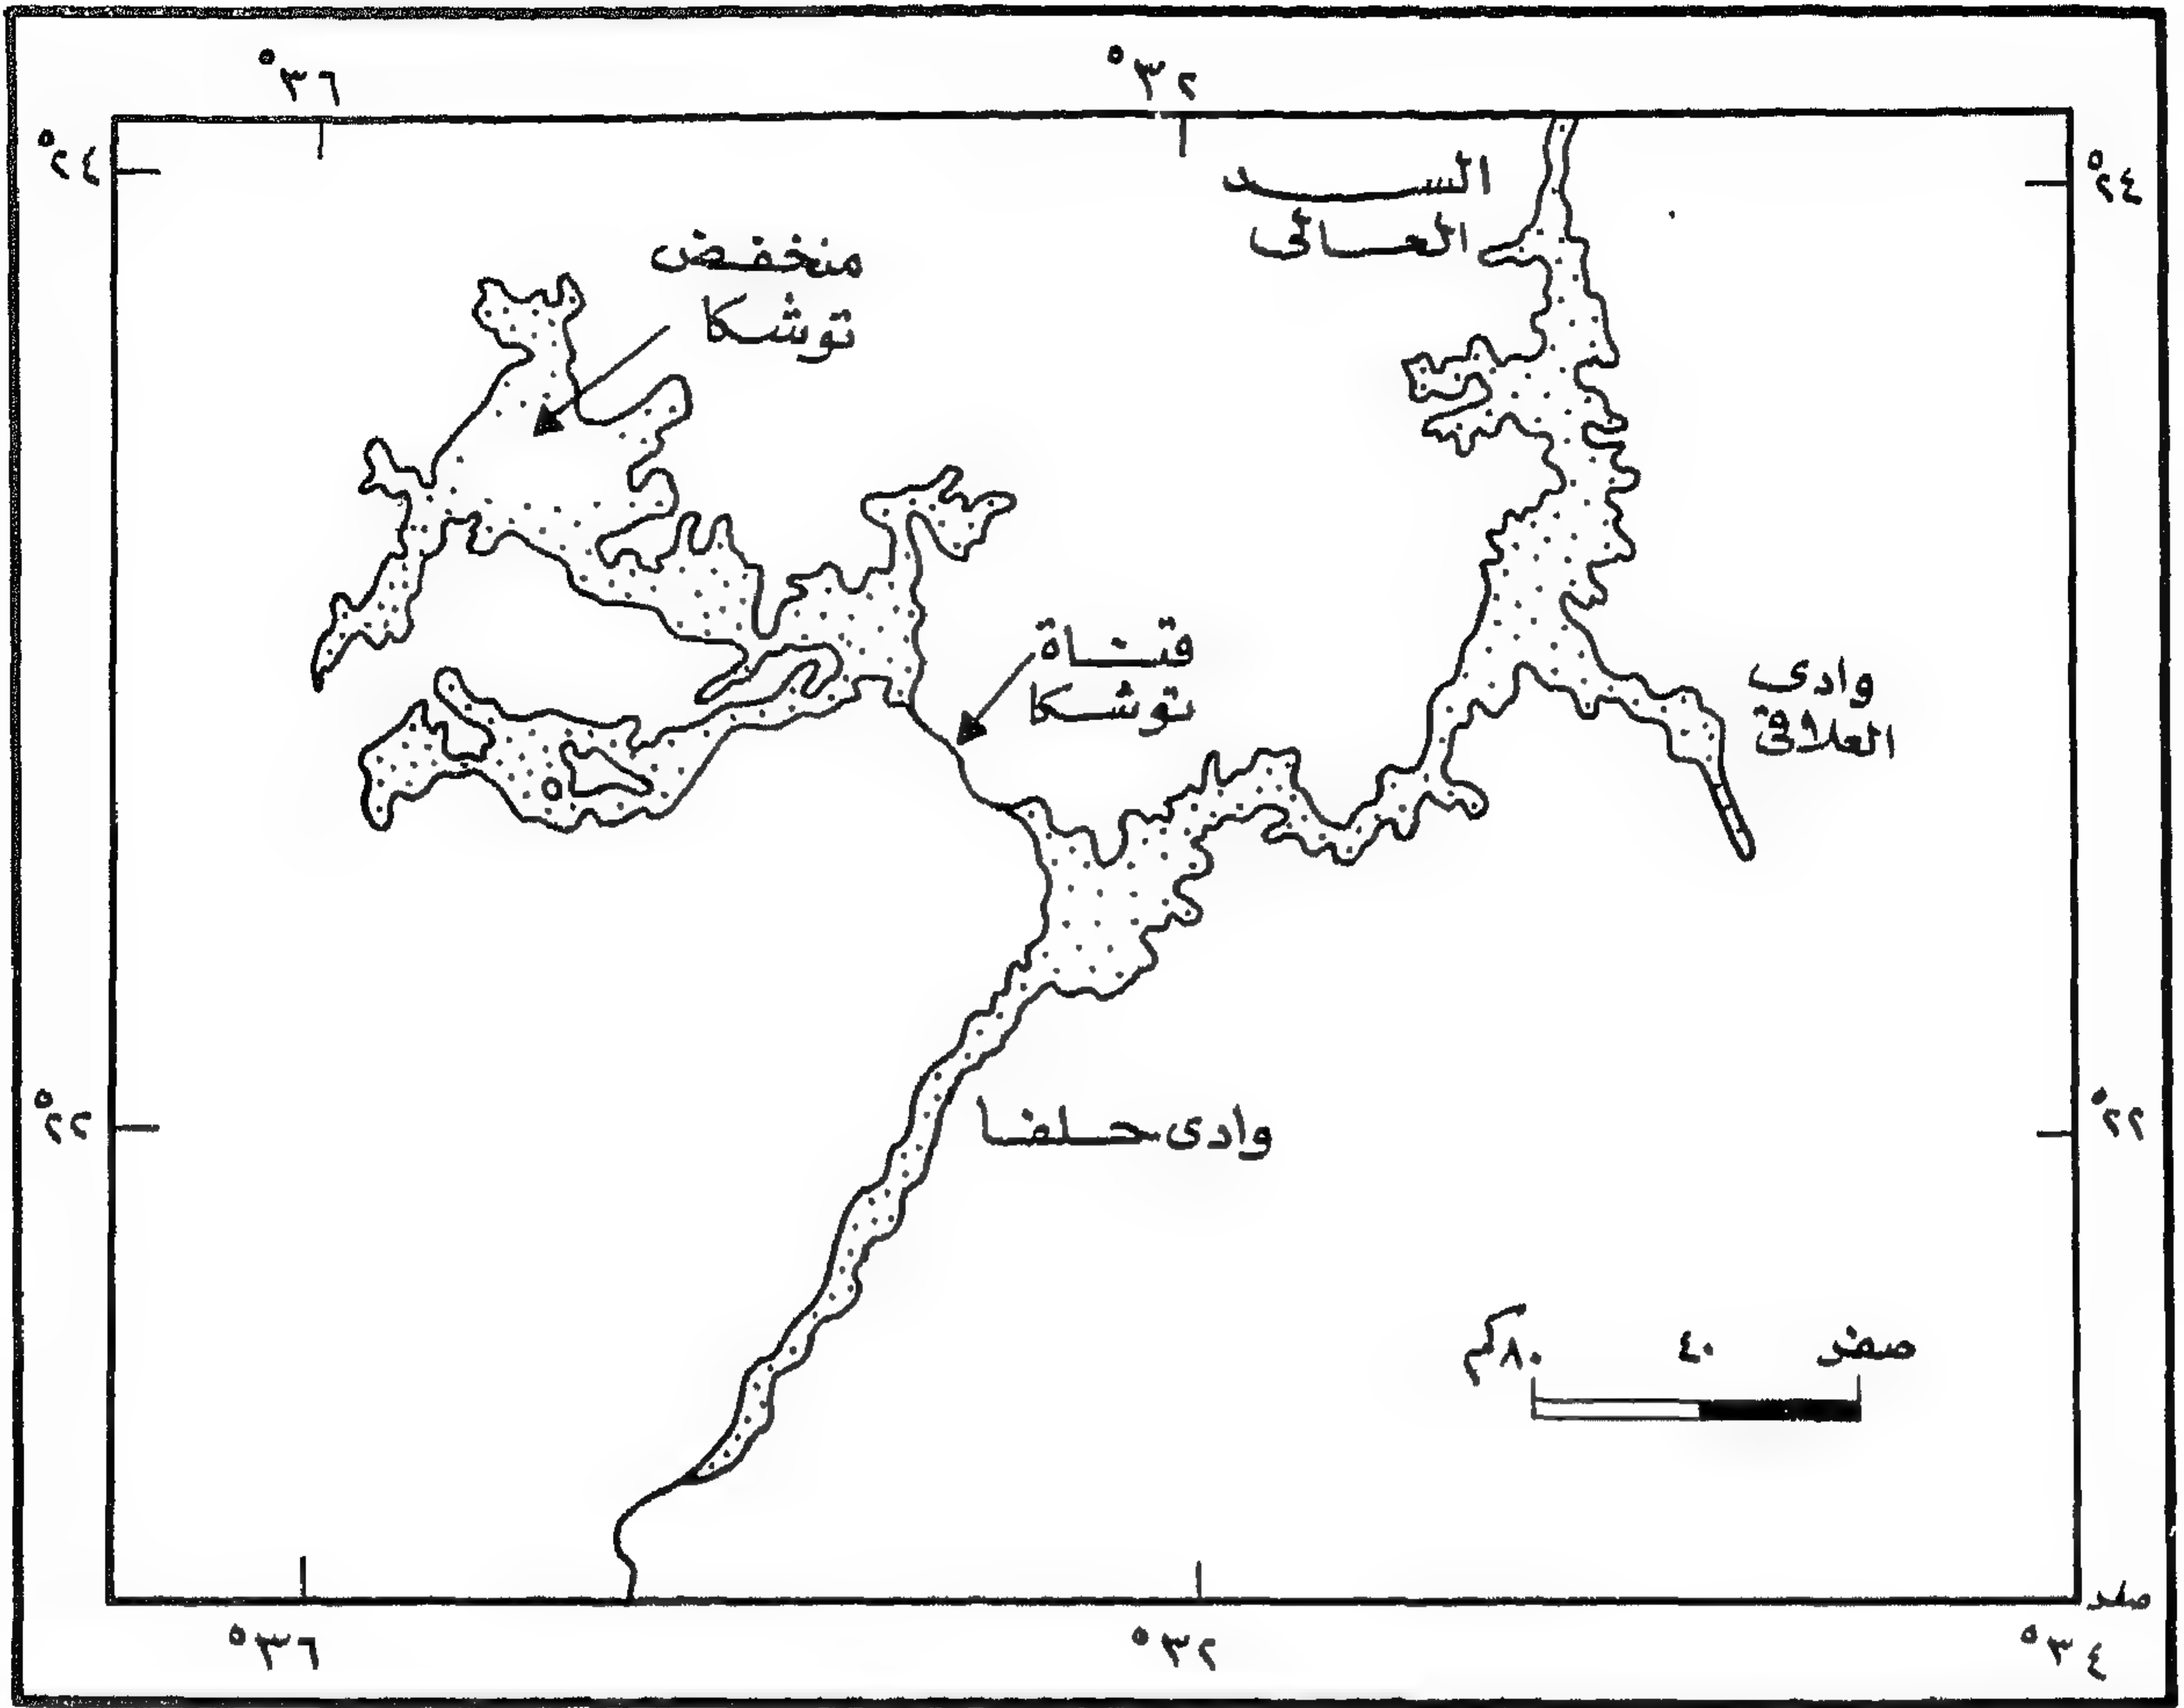 °٣٦
°٣٢
°٢٤
°٢٤
السد
العالى
منخفض
توشكا
قناة
توشكا
وادى
العلاقى
°٢٢
°٢٢
وادى حلفا
صفر ٤٠ ٨٠كم
°٣٦
°٣٢
°٣٤